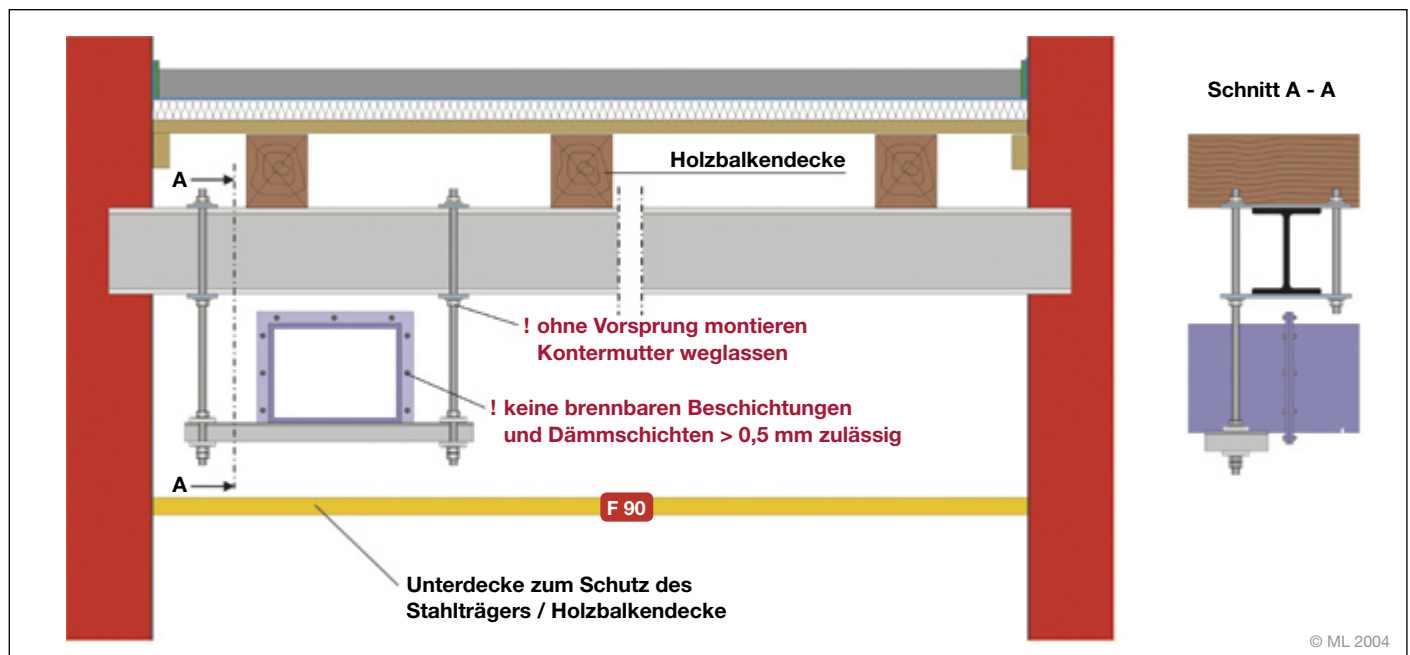 Schnitt A - A
Holzbalkendecke
A
! ohne Vorsprung montieren
Kontermutter weglassen
! keine brennbaren Beschichtungen
und Dämmschichten > 0,5 mm zulässig
A
F 90
Unterdecke zum Schutz des
Stahlträgers / Holzbalkendecke
© ML 2004